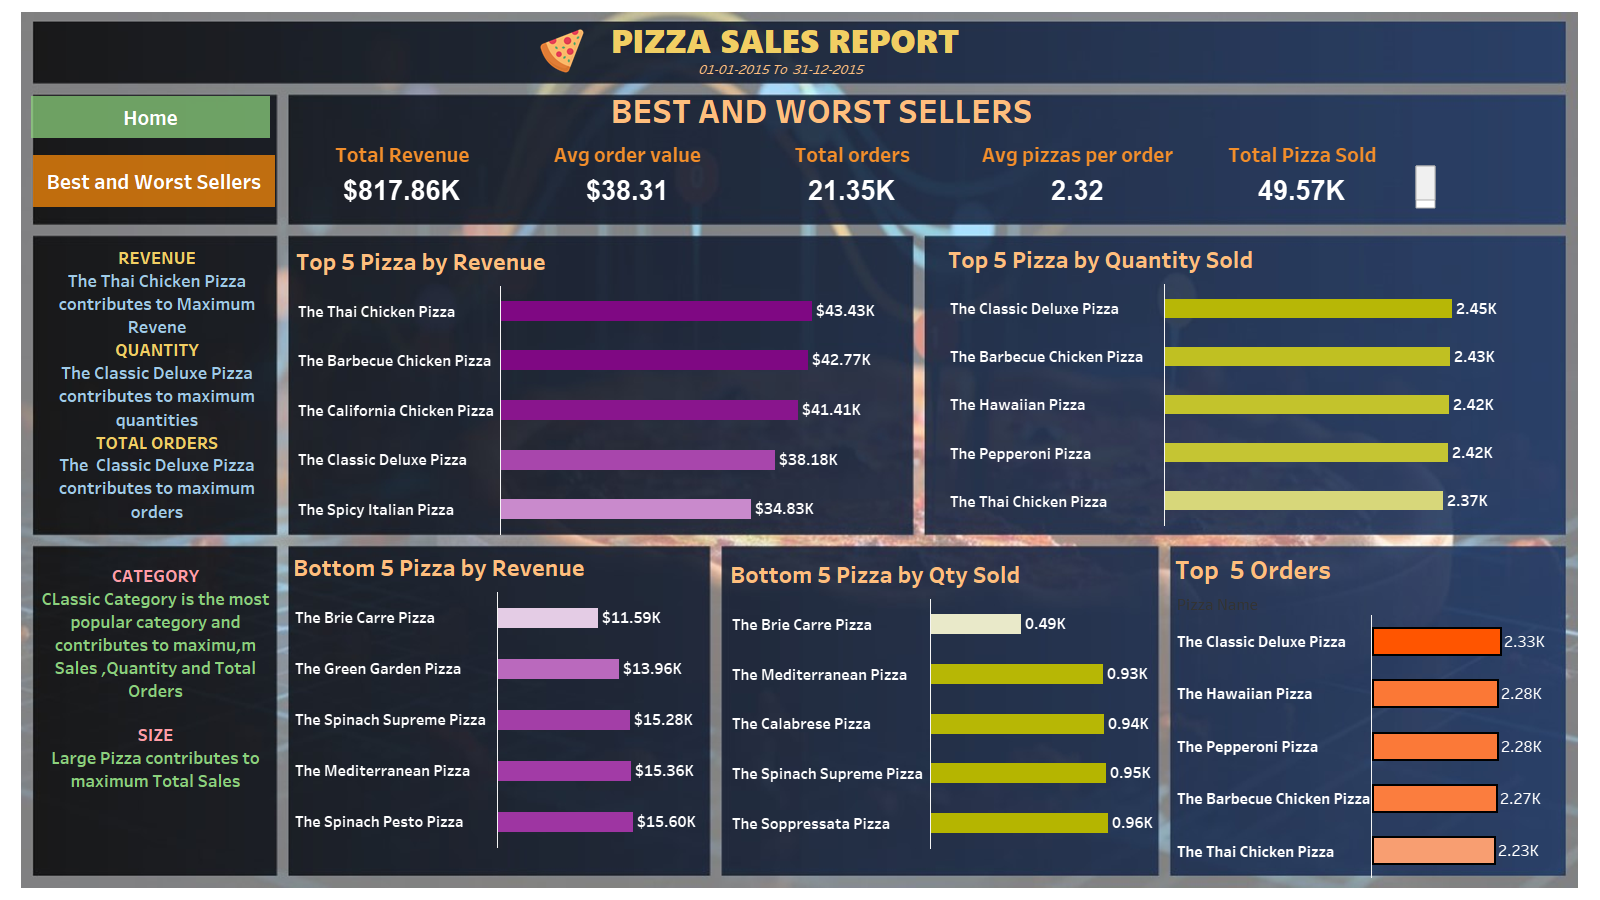 PIZZA SALES REPORT
01-01-2015 To 31-12-2015
Home
Best and Worst Sellers
BEST AND WORST SELLERS
Total Revenue
$817.86K
Avg order value
$38.31
Total orders
21.35K
Avg pizzas per order
2.32
Total Pizza Sold
49.57K
REVENUE
The Thai Chicken Pizza
contributes to Maximum
Revene
QUANTITY
The Classic Deluxe Pizza
contributes to maximum
quantities
TOTAL ORDERS
The  Classic Deluxe Pizza
contributes to maximum
orders
Top 5 Pizza by Revenue
The Thai Chicken Pizza $43.43K
The Barbecue Chicken Pizza $42.77K
The California Chicken Pizza $41.41K
The Classic Deluxe Pizza $38.18K
The Spicy Italian Pizza $34.83K
Top 5 Pizza by Quantity Sold
The Classic Deluxe Pizza 2.45K
The Barbecue Chicken Pizza 2.43K
The Hawaiian Pizza 2.42K
The Pepperoni Pizza 2.42K
The Thai Chicken Pizza 2.37K
CATEGORY
CLassic Category is the most
popular category and
contributes to maximu,m
Sales ,Quantity and Total
Orders
SIZE
Large Pizza contributes to
maximum Total Sales
Bottom 5 Pizza by Revenue
The Brie Carre Pizza $11.59K
The Green Garden Pizza $13.96K
The Spinach Supreme Pizza $15.28K
The Mediterranean Pizza $15.36K
The Spinach Pesto Pizza $15.60K
Bottom 5 Pizza by Qty Sold
The Brie Carre Pizza 0.49K
The Mediterranean Pizza 0.93K
The Calabrese Pizza 0.94K
The Spinach Supreme Pizza 0.95K
The Soppressata Pizza 0.96K
Top  5 Orders
Pizza Name
The Classic Deluxe Pizza 2.33K
The Hawaiian Pizza 2.28K
The Pepperoni Pizza 2.28K
The Barbecue Chicken Pizza 2.27K
The Thai Chicken Pizza 2.23K